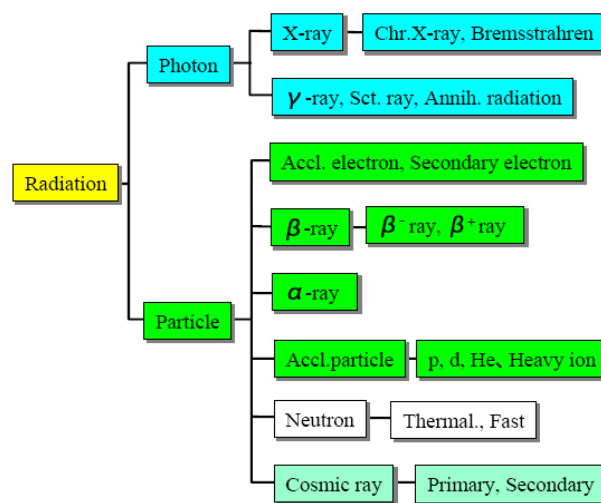 X-ray
Chr.X-ray, Bremsstrahren
Photon
γ-ray, Sct. ray, Annih. radiation
Accl. electron, Secondary electron
Radiation
β-ray
β⁻ ray, β⁺ ray
α-ray
Particle
Accl.particle
p, d, He、Heavy ion
Neutron
Thermal., Fast
Cosmic ray
Primary, Secondary